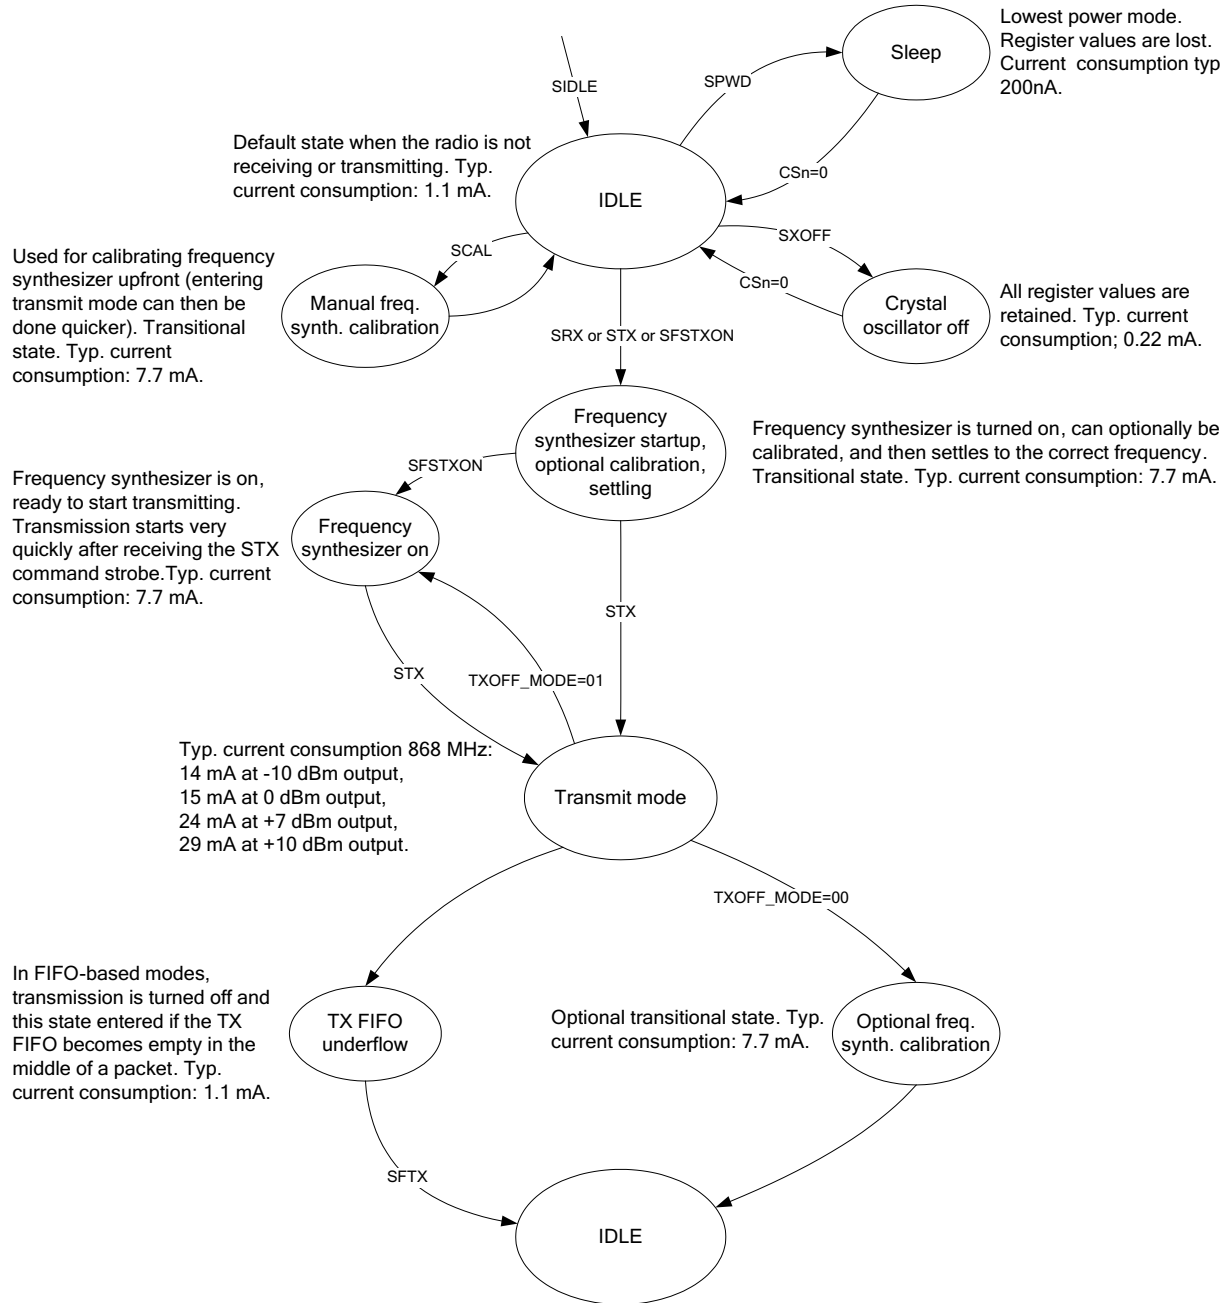 Lowest power mode.
Register values are lost.
Current consumption typ
200nA.
Sleep
SIDLE
SPWD
Default state when the radio is not
receiving or transmitting. Typ.
current consumption: 1.1 mA.
CSn=0
IDLE
SXOFF
SCAL
Used for calibrating frequency
synthesizer upfront (entering
transmit mode can then be
done quicker). Transitional
state. Typ. current
consumption: 7.7 mA.
CSn=0
Manual freq.
synth. calibration
Crystal
oscillator off
All register values are
retained. Typ. current
consumption; 0.22 mA.
SRX or STX or SFSTXON
Frequency
synthesizer startup,
optional calibration,
settling
Frequency synthesizer is turned on, can optionally be
calibrated, and then settles to the correct frequency.
Transitional state. Typ. current consumption: 7.7 mA.
SFSTXON
Frequency synthesizer is on,
ready to start transmitting.
Transmission starts very
quickly after receiving the STX
command strobe.Typ. current
consumption: 7.7 mA.
Frequency
synthesizer on
STX
STX
TXOFF_MODE=01
Typ. current consumption 868 MHz:
14 mA at -10 dBm output,
15 mA at 0 dBm output,
24 mA at +7 dBm output,
29 mA at +10 dBm output.
Transmit mode
TXOFF_MODE=00
In FIFO-based modes,
transmission is turned off and
this state entered if the TX
FIFO becomes empty in the
middle of a packet. Typ.
current consumption: 1.1 mA.
TX FIFO
underflow
Optional transitional state. Typ.
current consumption: 7.7 mA.
Optional freq.
synth. calibration
SFTX
IDLE